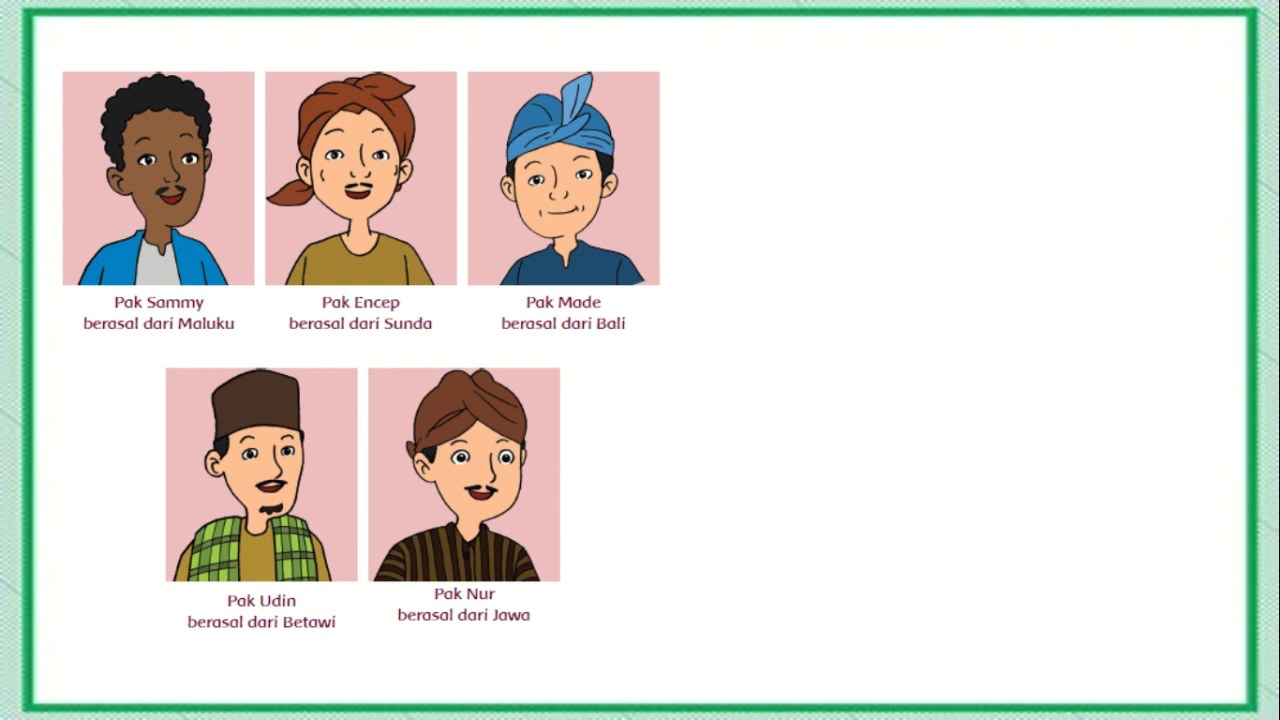 Pak Sammy
berasal dari Maluku
Pak Encep
berasal dari Sunda
Pak Made
berasal dari Bali
Pak Udin
berasal dari Betawi
Pak Nur
berasal dari Jawa